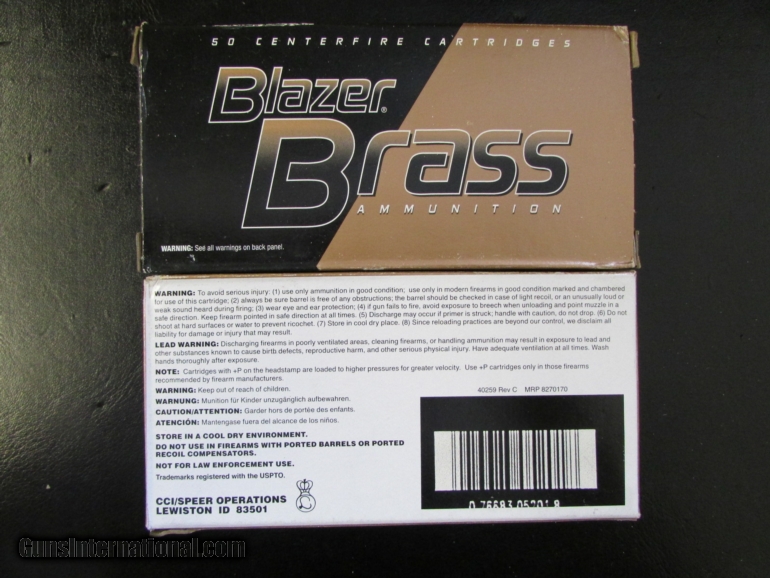 50 CENTERFIRE CARTRIDGES
Blazer®
Brass
AMMUNITION
WARNING: See all warnings on back panel.
WARNING: To avoid serious injury: (1) use only ammunition in good condition; use only in modern firearms in good condition marked and chambered
for use of this cartridge; (2) always be sure barrel is free of any obstructions; the barrel should be checked in case of light recoil, or an unusually loud or
weak sound heard during firing; (3) wear eye and ear protection; (4) if gun fails to fire, avoid exposure to breech when unloading and point muzzle in a
safe direction. Keep firearm pointed in safe direction at all times. (5) Discharge may occur if primer is struck; handle with caution, do not drop. (6) Do not
shoot at hard surfaces or water to prevent ricochet. (7) Store in cool dry place. (8) Since reloading practices are beyond our control, we disclaim all
liability for damage or injury that may result.
LEAD WARNING: Discharging firearms in poorly ventilated areas, cleaning firearms, or handling ammunition may result in exposure to lead and
other substances known to cause birth defects, reproductive harm, and other serious physical injury. Have adequate ventilation at all times. Wash
hands thoroughly after exposure.
NOTE: Cartridges with +P on the headstamp are loaded to higher pressures for greater velocity. Use +P cartridges only in those firearms
recommended by firearm manufacturers.
WARNING: Keep out of reach of children.
40259 Rev C MRP 8270170
WARNUNG: Munition für Kinder unzugänglich aufbewahren.
CAUTION/ATTENTION: Garder hors de portée des enfants.
ATENCIÓN: Mantengase fuera del alcance de los niños.
STORE IN A COOL DRY ENVIRONMENT.
DO NOT USE IN FIREARMS WITH PORTED BARRELS OR PORTED
RECOIL COMPENSATORS.
NOT FOR LAW ENFORCEMENT USE.
Trademarks registered with the USPTO.
CCI/SPEER OPERATIONS
LEWISTON ID 83501
0 76683 05201 8
GunsInternational.com